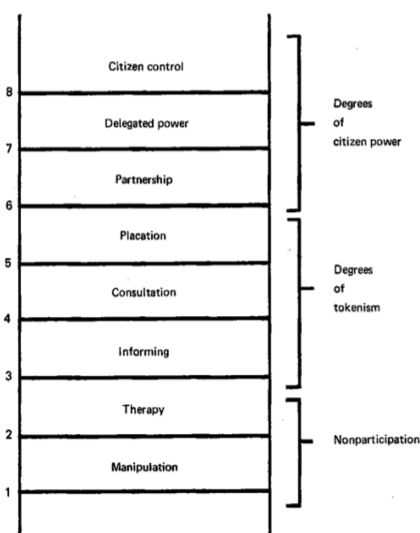 Citizen control
8
Delegated power
7
Partnership
6
Placation
5
Consultation
4
Informing
3
Therapy
2
Manipulation
1
Degrees
of
citizen power
Degrees
of
tokenism
Nonparticipation